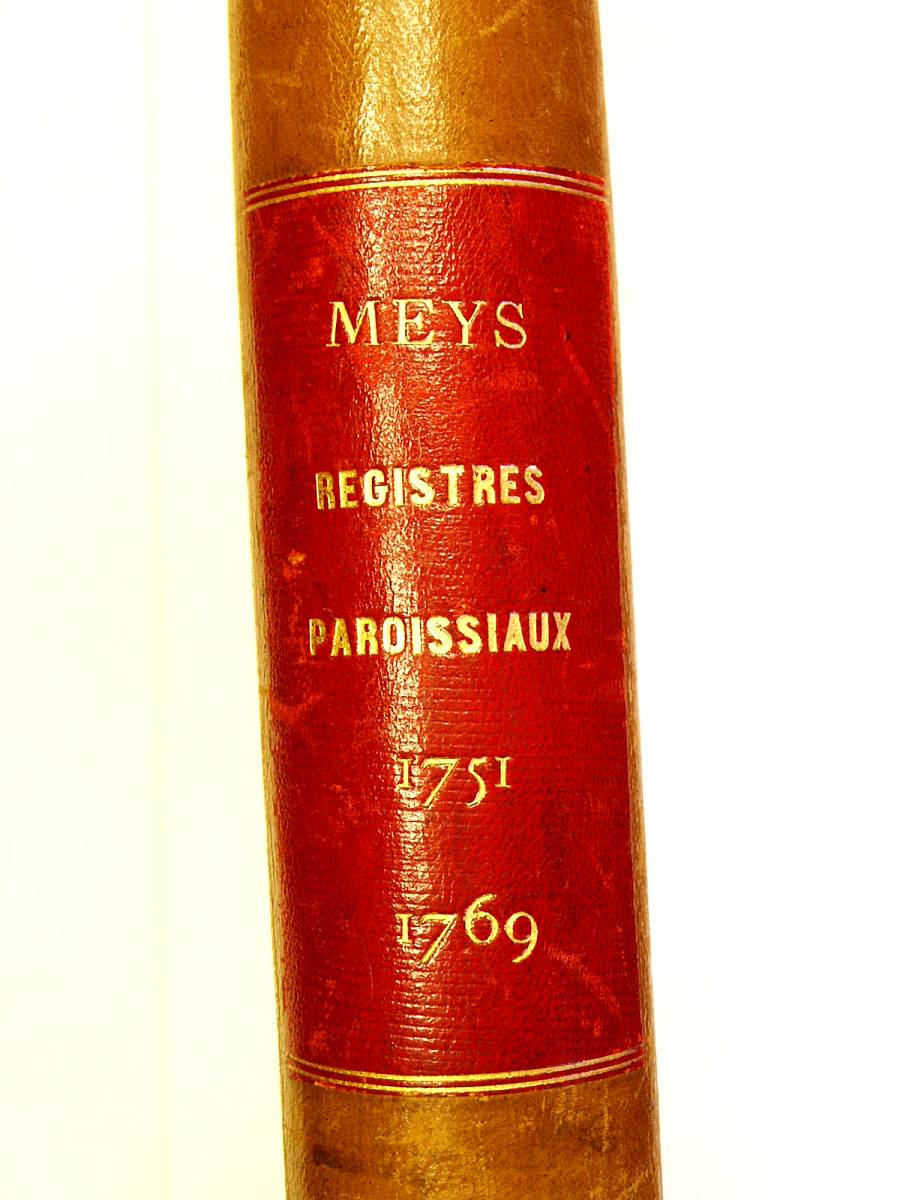 MEYS
REGISTRES
PAROISSIAUX
1751
1769